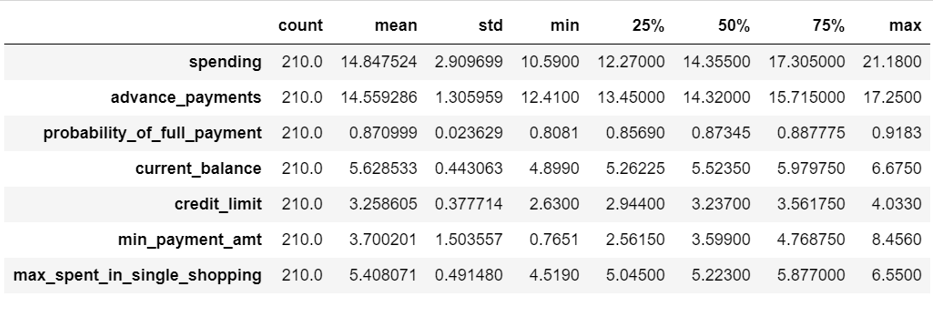 count mean std min 25% 50% 75% max
spending 210.0 14.847524 2.909699 10.5900 12.27000 14.35500 17.305000 21.1800
advance_payments 210.0 14.559286 1.305959 12.4100 13.45000 14.32000 15.715000 17.2500
probability_of_full_payment 210.0 0.870999 0.023629 0.8081 0.85690 0.87345 0.887775 0.9183
current_balance 210.0 5.628533 0.443063 4.8990 5.26225 5.52350 5.979750 6.6750
credit_limit 210.0 3.258605 0.377714 2.6300 2.94400 3.23700 3.561750 4.0330
min_payment_amt 210.0 3.700201 1.503557 0.7651 2.56150 3.59900 4.768750 8.4560
max_spent_in_single_shopping 210.0 5.408071 0.491480 4.5190 5.04500 5.22300 5.877000 6.5500